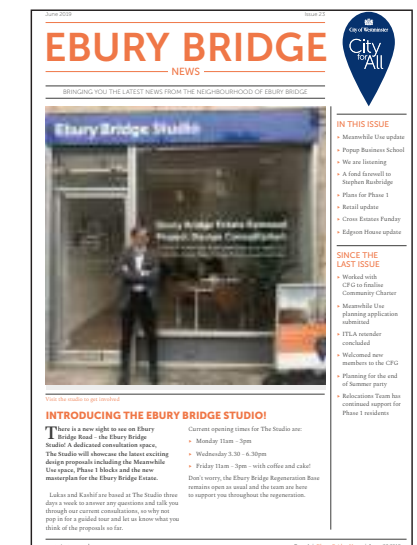 June 2019
Issue 23
City of Westminster
City
for
All
EBURY BRIDGE
NEWS
BRINGING YOU THE LATEST NEWS FROM THE NEIGHBOURHOOD OF EBURY BRIDGE
Ebury Bridge Studio
Ebury Bridge Estate Renewal
Project Design Consultation
IN THIS ISSUE
Meanwhile Use update
Popup Business School
We are listening
A fond farewell to
Stephen Rusbridge
Plans for Phase 1
Retail update
Cross Estates Funday
Edgson House update
SINCE THE
LAST ISSUE
Worked with
CFG to finalise
Community Charter
Meanwhile Use
planning application
submitted
ITLA retender
concluded
Welcomed new
members to the CFG
Planning for the end
of Summer party
Relocations Team has
continued support for
Phase 1 residents
Visit the studio to get involved
INTRODUCING THE EBURY BRIDGE STUDIO!
There is a new sight to see on Ebury
Bridge Road - the Ebury Bridge
Studio! A dedicated consultation space,
The Studio will showcase the latest exciting
design proposals including the Meanwhile
Use space, Phase 1 blocks and the new
masterplan for the Ebury Bridge Estate.
Lukas and Kashif are based at The Studio three
days a week to answer any questions and talk you
through our current consultations, so why not
pop in for a guided tour and let us know what you
think of the proposals so far.
Current opening times for The Studio are:
Monday 11am - 3pm
Wednesday 3.30 - 6.30pm
Friday 11am - 3pm - with coffee and cake!
Don't worry, the Ebury Bridge Regeneration Base
remains open as usual and the team are here
to support you throughout the regeneration.